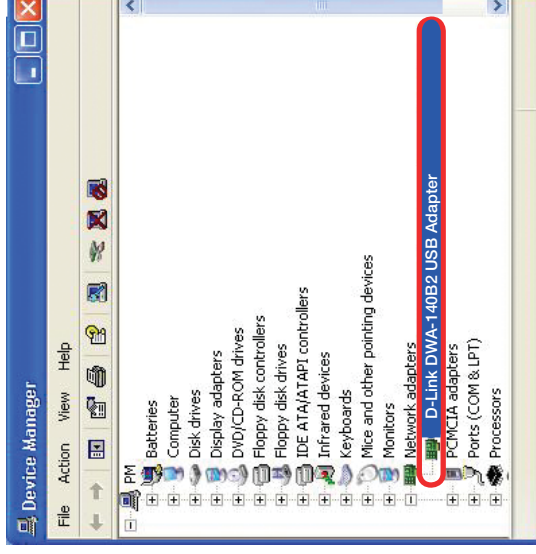 Device Manager
File Action View Help
PM
Batteries
Computer
Disk drives
Display adapters
DVD/CD-ROM drives
Floppy disk controllers
Floppy disk drives
IDE ATA/ATAPI controllers
Infrared devices
Keyboards
Mice and other pointing devices
Monitors
Network adapters
D-Link DWA-140B2 USB Adapter
PCMCIA adapters
Ports (COM & LPT)
Processors